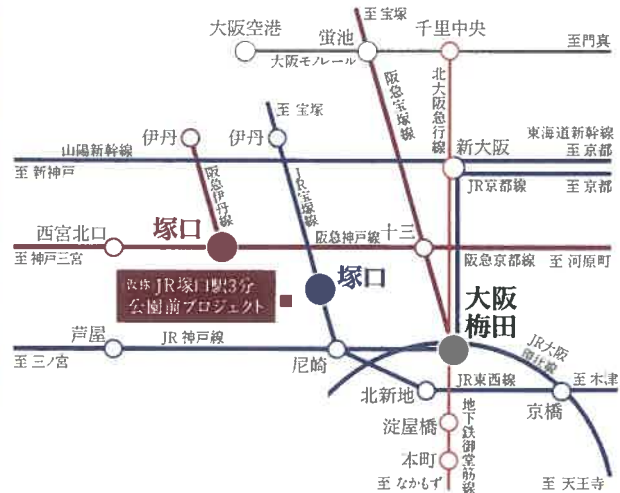 至 宝塚
大阪空港
蛍池
千里中央
至門真
大阪モノレール
阪急宝塚線
北大阪急行線
至 宝塚
伊丹
伊丹
東海道新幹線
山陽新幹線
至 京都
至 新神戸
新大阪
阪急伊丹線
JR宝塚線
JR京都線
至 京都
西宮北口
塚口
阪急神戸線
十三
至 神戸三宮
阪急京都線
至 河原町
JR塚口駅3分
公園前プロジェクト
塚口
大阪
梅田
芦屋
JR 神戸線
JR大阪
環状線
至 三ノ宮
尼崎
JR東西線
至 木津
北新地
京橋
淀屋橋
地下鉄御堂筋線
本町
至 なかもず
至 天王寺